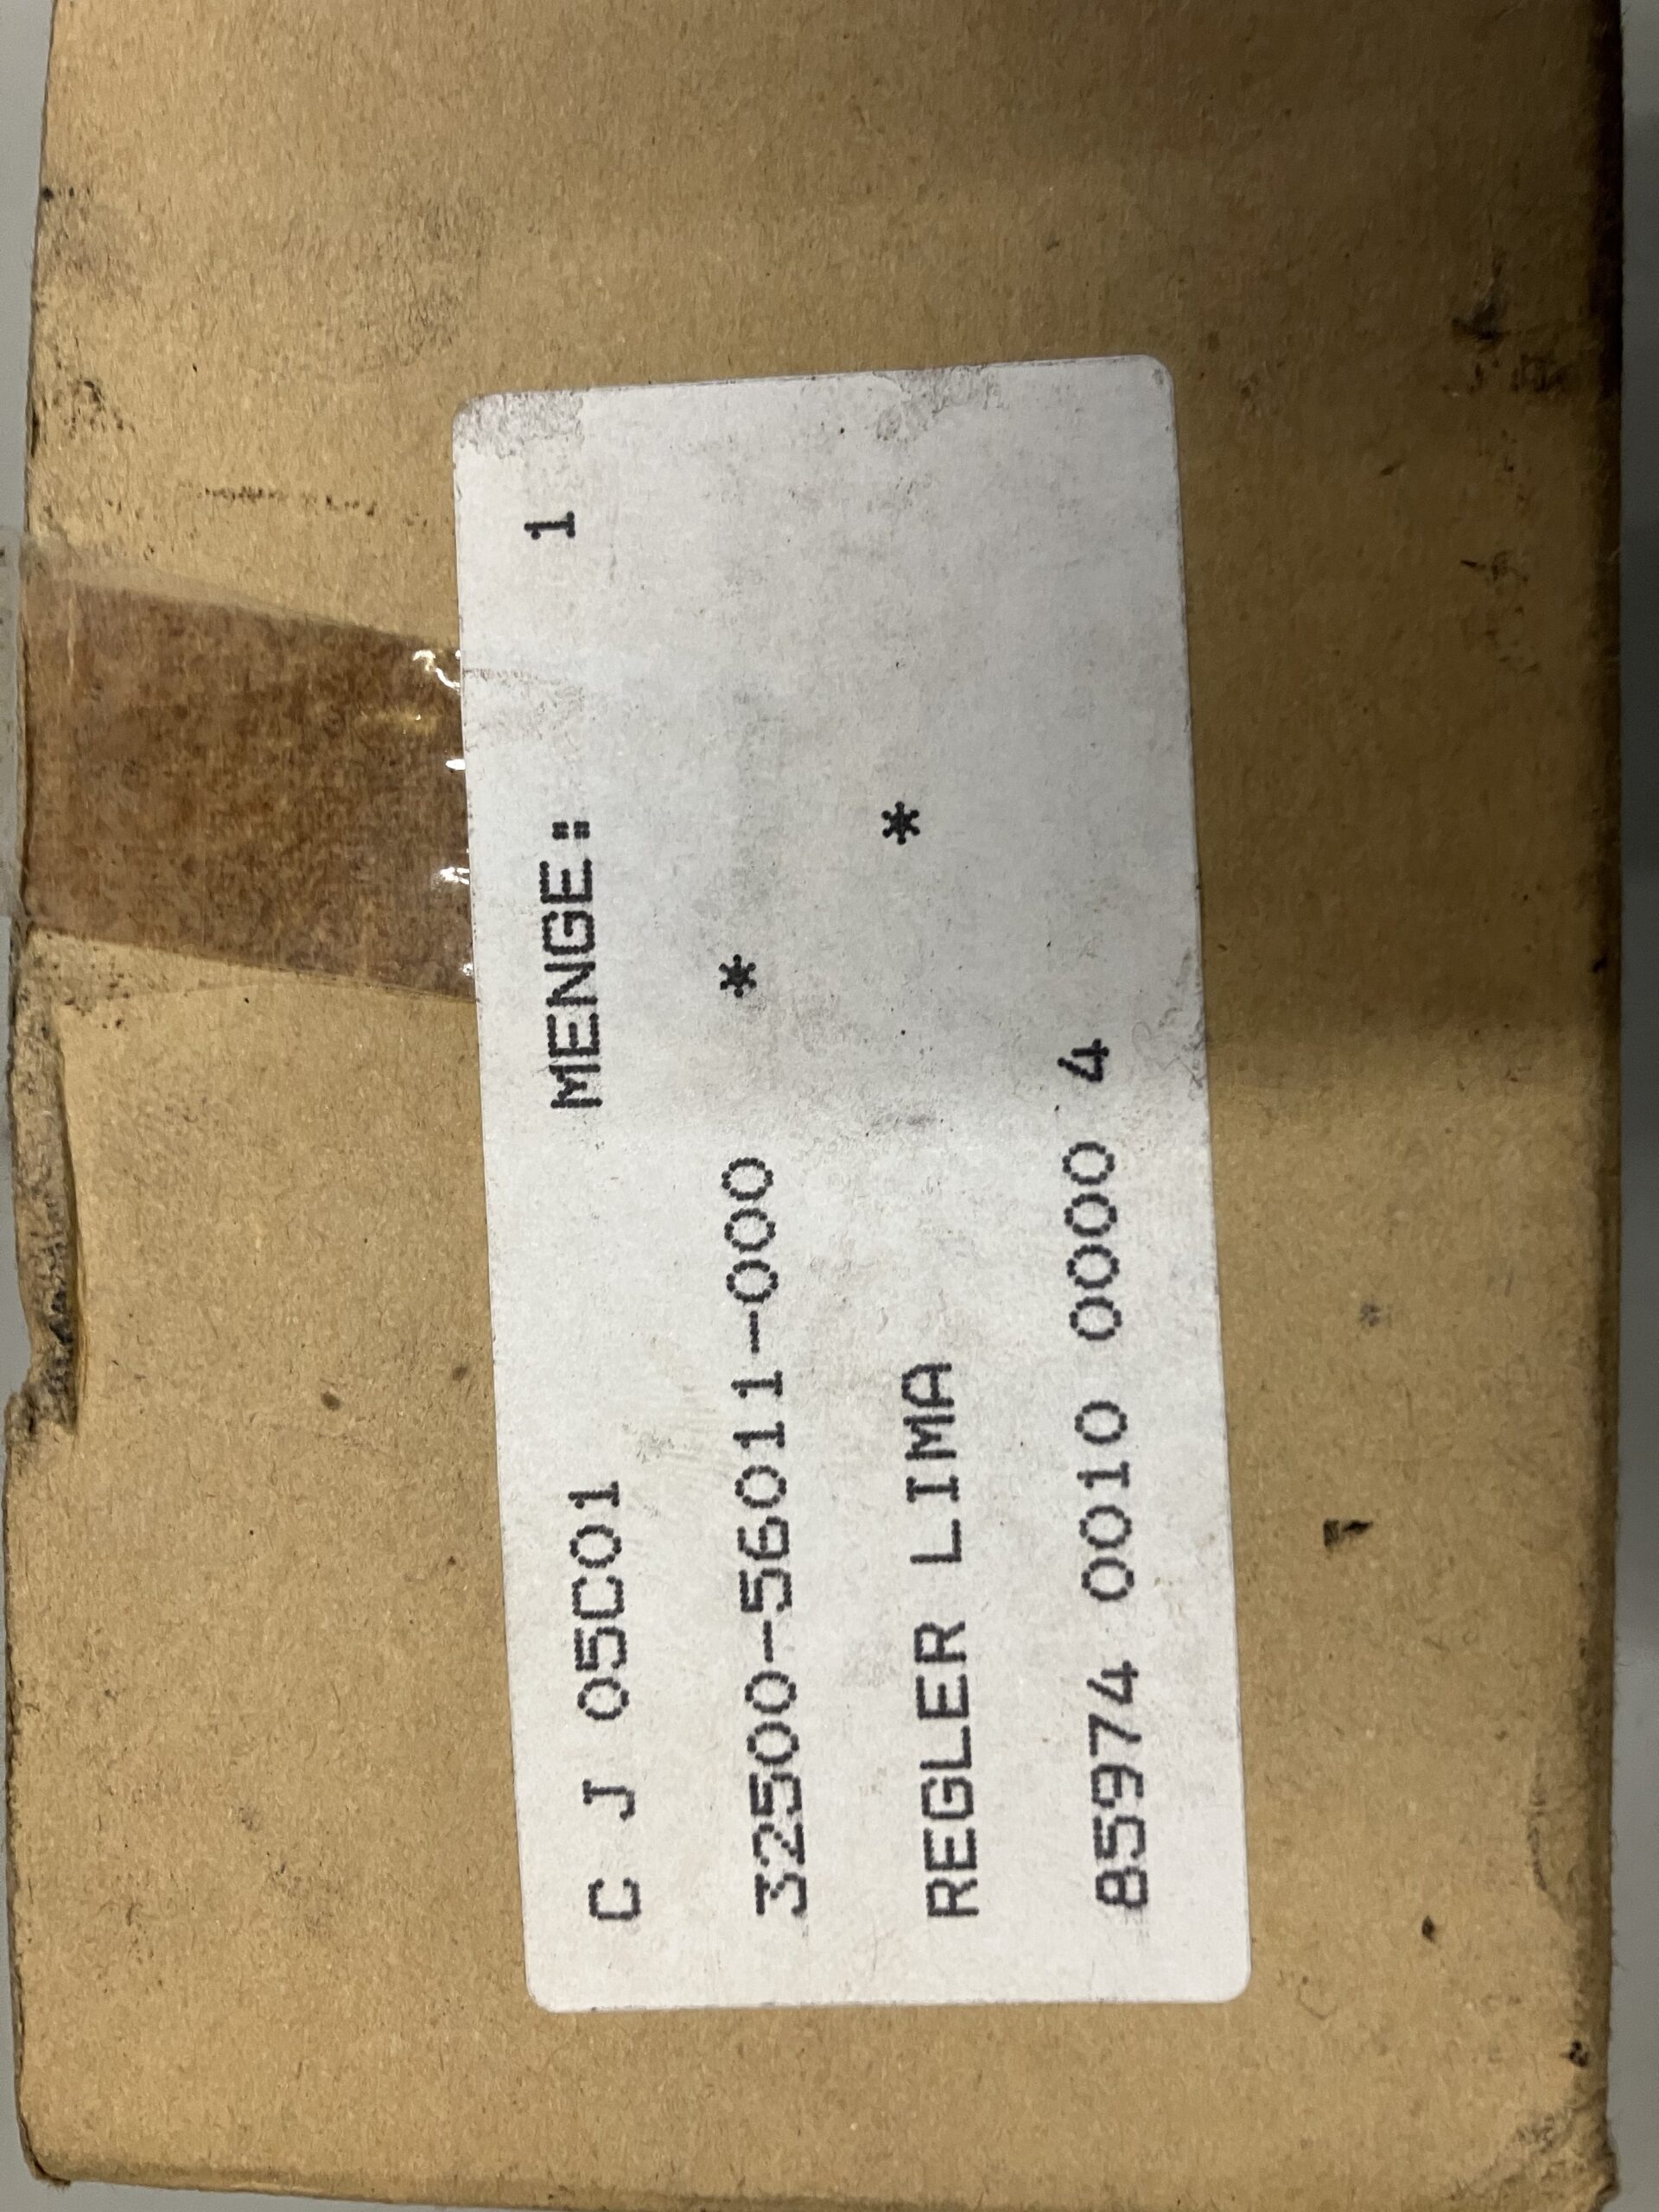 C J 05C01 MENGE: 1
32500-56011-000 *
REGLER LIMA *
85974 0010 0000 4